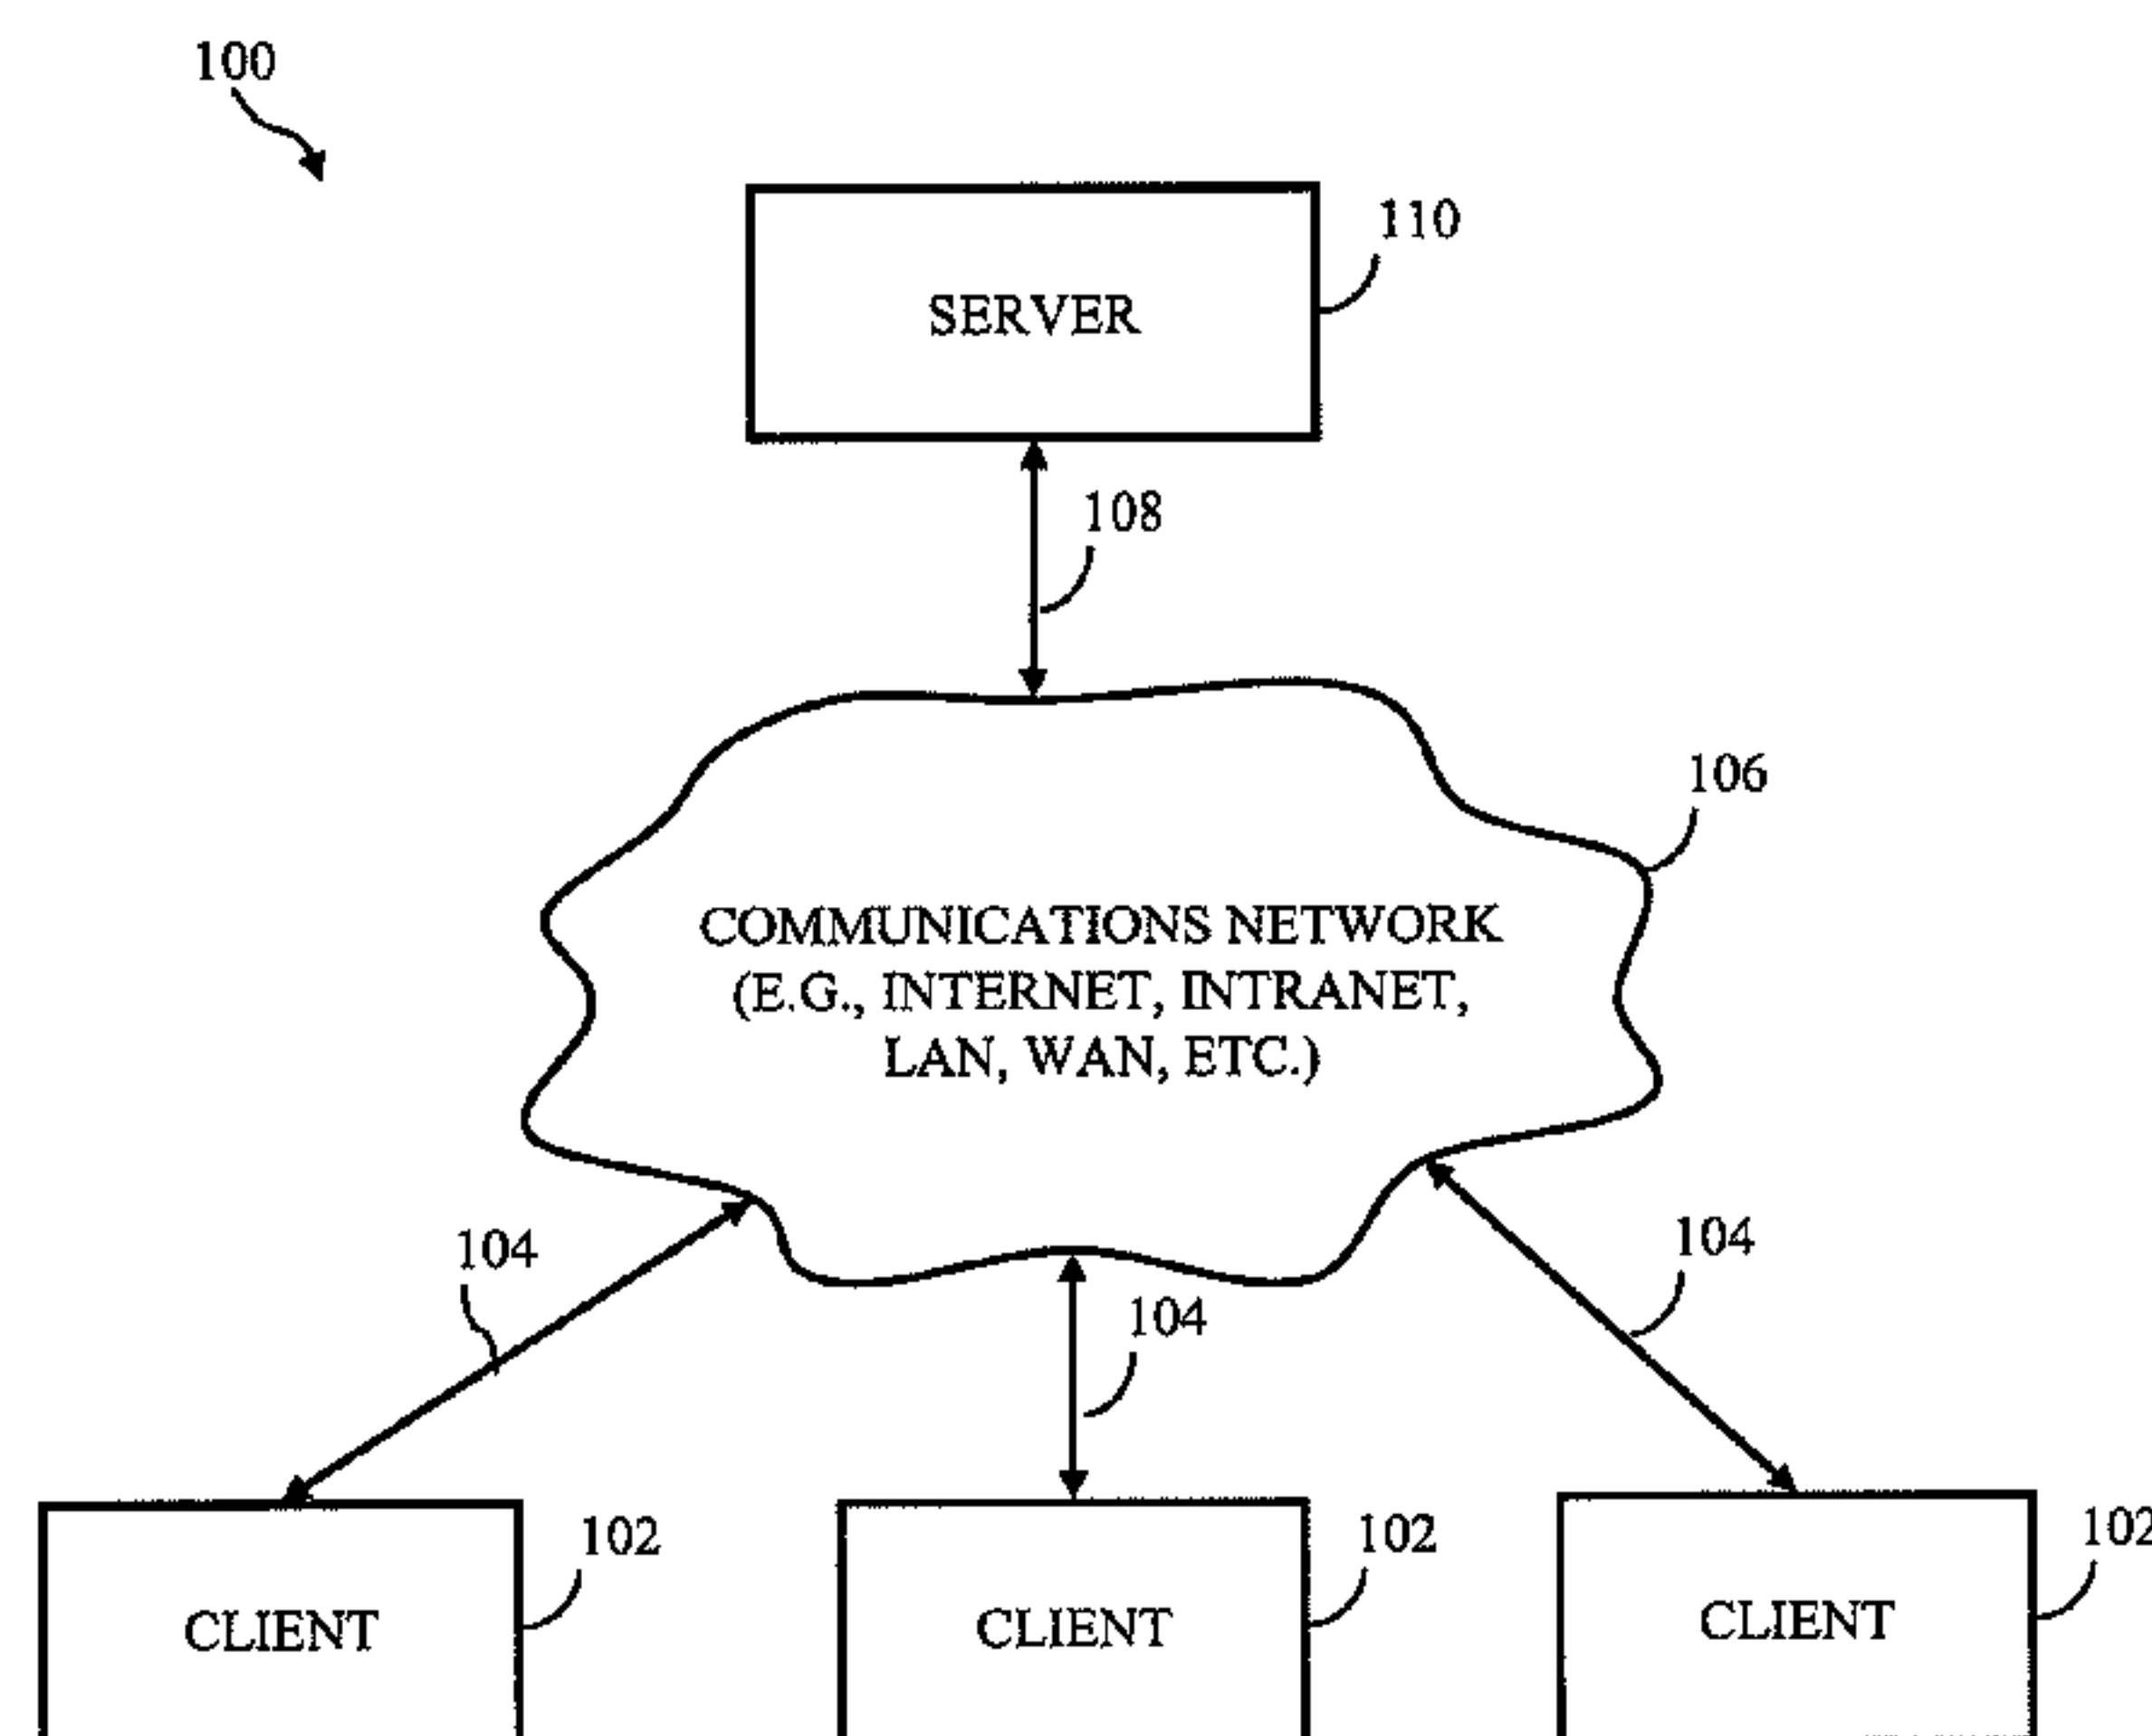 100
110
SERVER
108
106
COMMUNICATIONS NETWORK
(E.G., INTERNET, INTRANET,
LAN, WAN, ETC.)
104
104
104
102
102
102
CLIENT
CLIENT
CLIENT